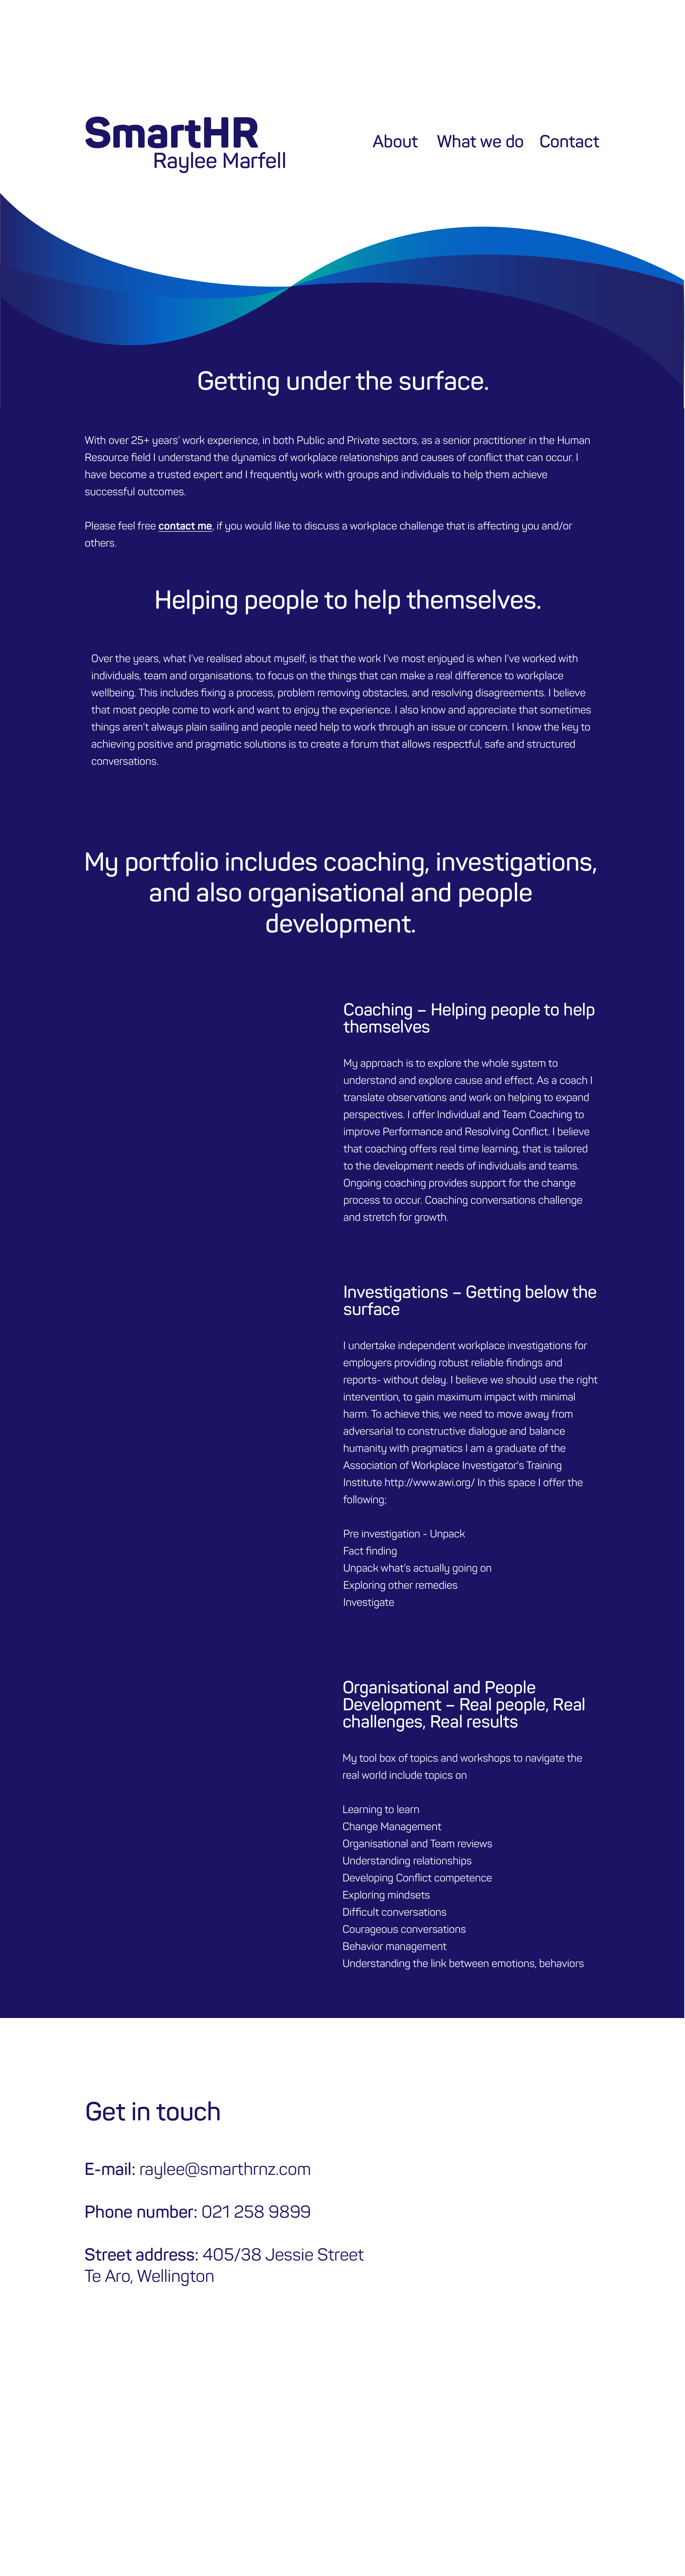 SmartHR
Raylee Marfell
About What we do Contact
Getting under the surface.
With over 25+ years’ work experience, in both Public and Private sectors, as a senior practitioner in the Human
Resource field I understand the dynamics of workplace relationships and causes of conflict that can occur. I
have become a trusted expert and I frequently work with groups and individuals to help them achieve
successful outcomes.
Please feel free contact me, if you would like to discuss a workplace challenge that is affecting you and/or
others.
Helping people to help themselves.
Over the years, what I’ve realised about myself, is that the work I’ve most enjoyed is when I’ve worked with
individuals, team and organisations, to focus on the things that can make a real difference to workplace
wellbeing. This includes fixing a process, problem removing obstacles, and resolving disagreements. I believe
that most people come to work and want to enjoy the experience. I also know and appreciate that sometimes
things aren’t always plain sailing and people need help to work through an issue or concern. I know the key to
achieving positive and pragmatic solutions is to create a forum that allows respectful, safe and structured
conversations.
My portfolio includes coaching, investigations,
and also organisational and people
development.
Coaching – Helping people to help
themselves
My approach is to explore the whole system to
understand and explore cause and effect. As a coach I
translate observations and work on helping to expand
perspectives. I offer Individual and Team Coaching to
improve Performance and Resolving Conflict. I believe
that coaching offers real time learning, that is tailored
to the development needs of individuals and teams.
Ongoing coaching provides support for the change
process to occur. Coaching conversations challenge
and stretch for growth.
Investigations – Getting below the
surface
I undertake independent workplace investigations for
employers providing robust reliable findings and
reports- without delay. I believe we should use the right
intervention, to gain maximum impact with minimal
harm. To achieve this, we need to move away from
adversarial to constructive dialogue and balance
humanity with pragmatics I am a graduate of the
Association of Workplace Investigator's Training
Institute http://www.awi.org/ In this space I offer the
following;
Pre investigation - Unpack
Fact finding
Unpack what’s actually going on
Exploring other remedies
Investigate
Organisational and People
Development – Real people, Real
challenges, Real results
My tool box of topics and workshops to navigate the
real world include topics on
Learning to learn
Change Management
Organisational and Team reviews
Understanding relationships
Developing Conflict competence
Exploring mindsets
Difficult conversations
Courageous conversations
Behavior management
Understanding the link between emotions, behaviors
Get in touch
E-mail: raylee@smarthrnz.com
Phone number: 021 258 9899
Street address: 405/38 Jessie Street
Te Aro, Wellington